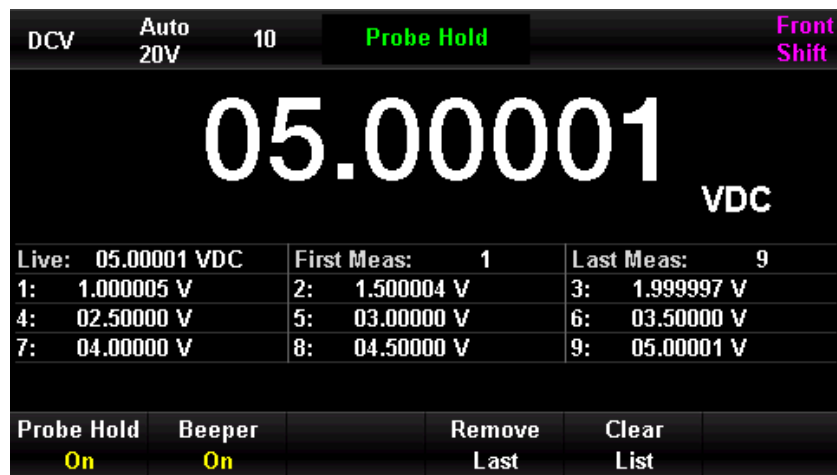 DCV Auto 10 Probe Hold Front
20V Shift
05.00001
VDC
Live: 05.00001 VDC First Meas: 1 Last Meas: 9
1: 1.000005 V 2: 1.500004 V 3: 1.999997 V
4: 02.50000 V 5: 03.00000 V 6: 03.50000 V
7: 04.00000 V 8: 04.50000 V 9: 05.00001 V
Probe Hold Beeper Remove Clear
On On Last List